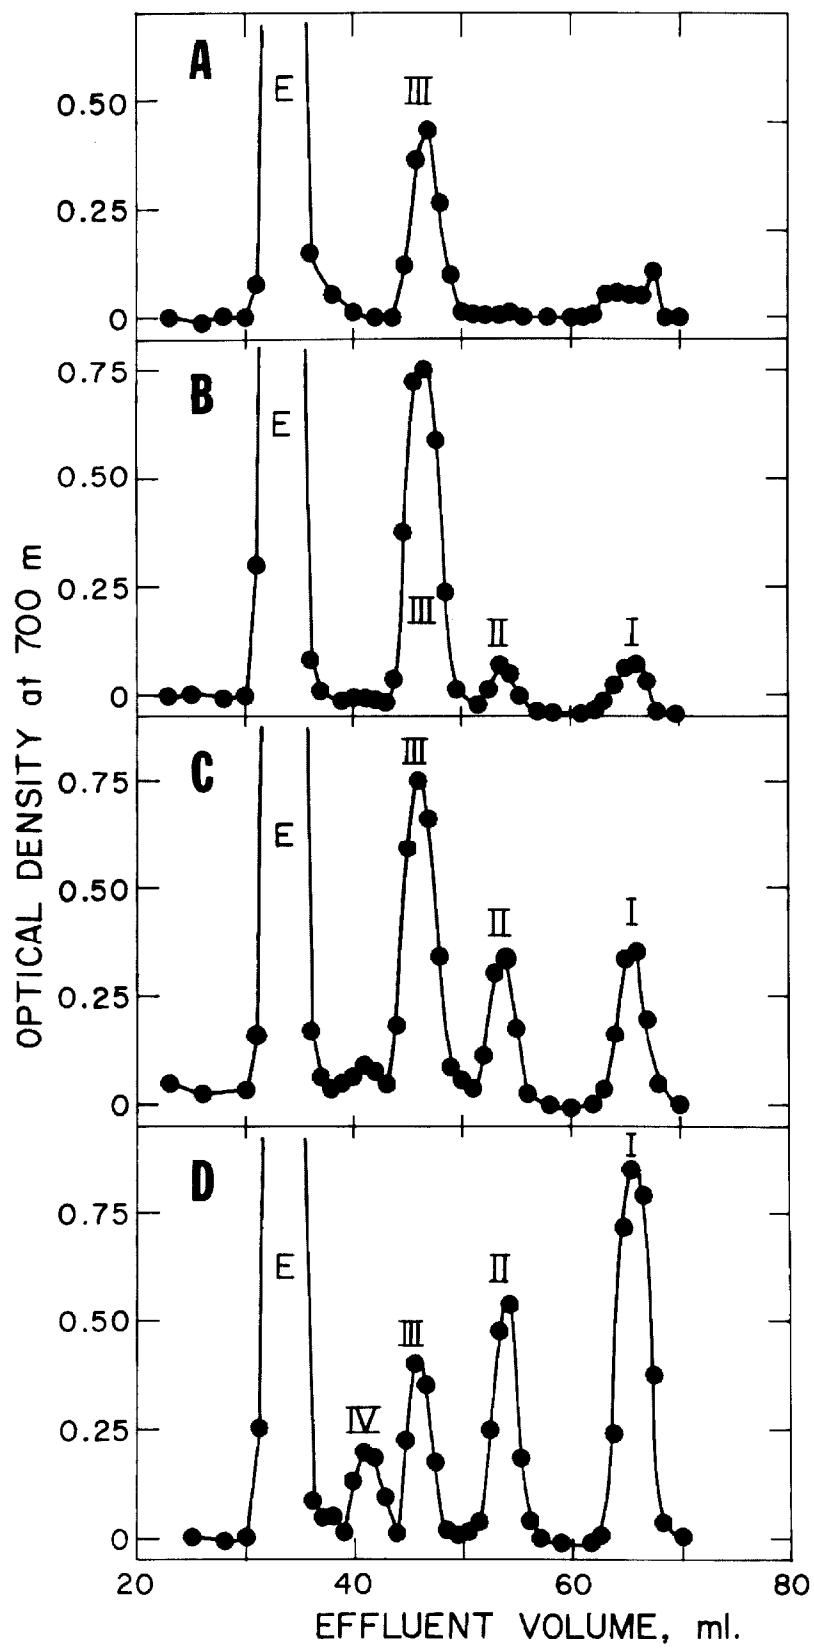 A
E
III
0.50
0.25
0
B
E
III
II
I
0.75
0.50
0.25
0
C
E
III
II
I
0.75
0.50
0.25
0
D
E
IV
III
II
I
0.75
0.50
0.25
0
OPTICAL DENSITY at 700 m
20 40 60 80
EFFLUENT VOLUME, ml.